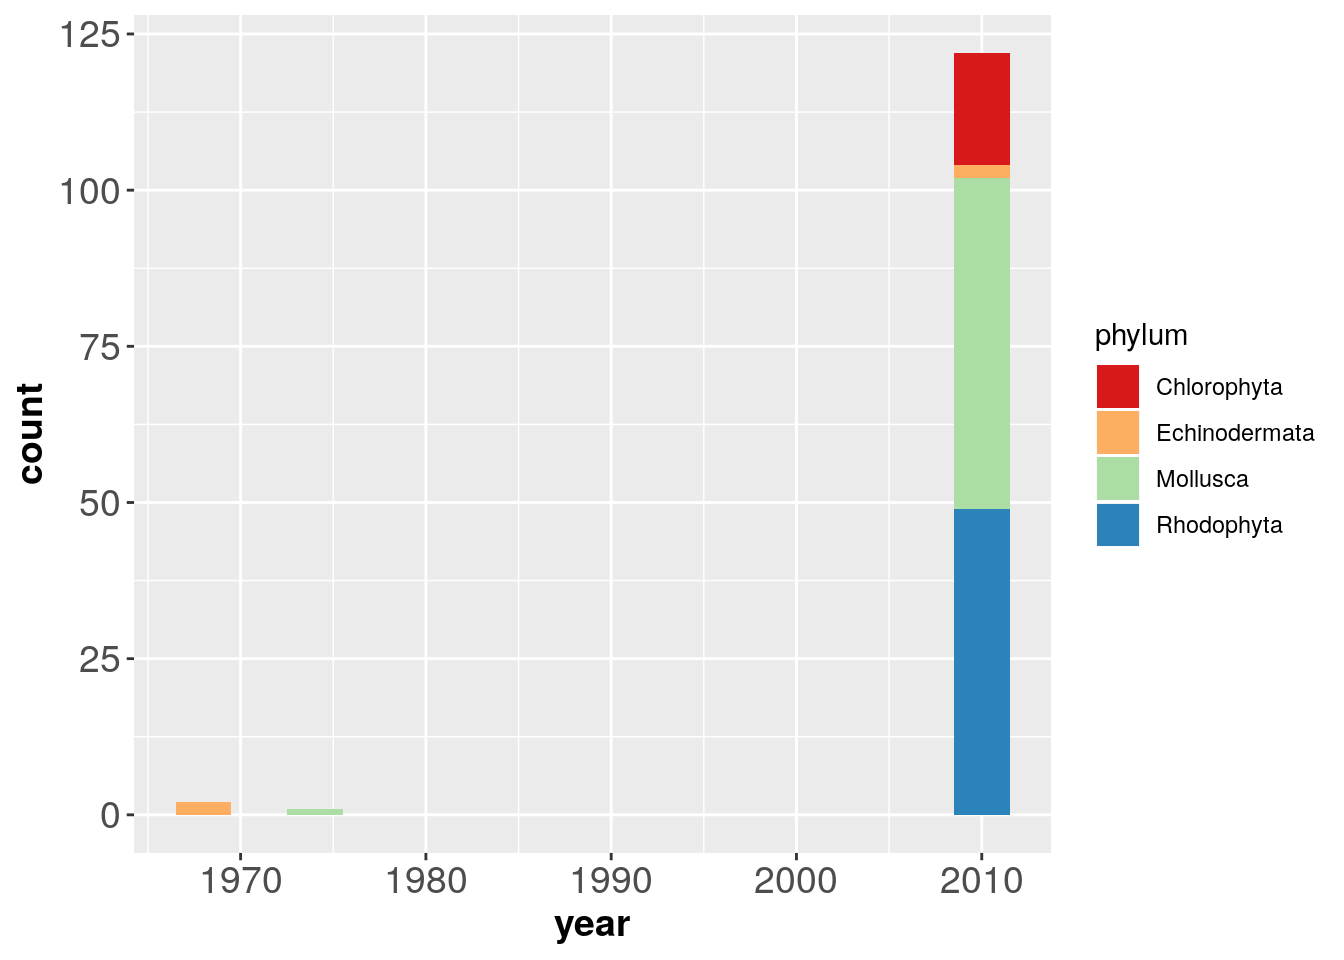 125
100
75
50
25
0
count
1970 1980 1990 2000 2010
year
phylum
Chlorophyta
Echinodermata
Mollusca
Rhodophyta